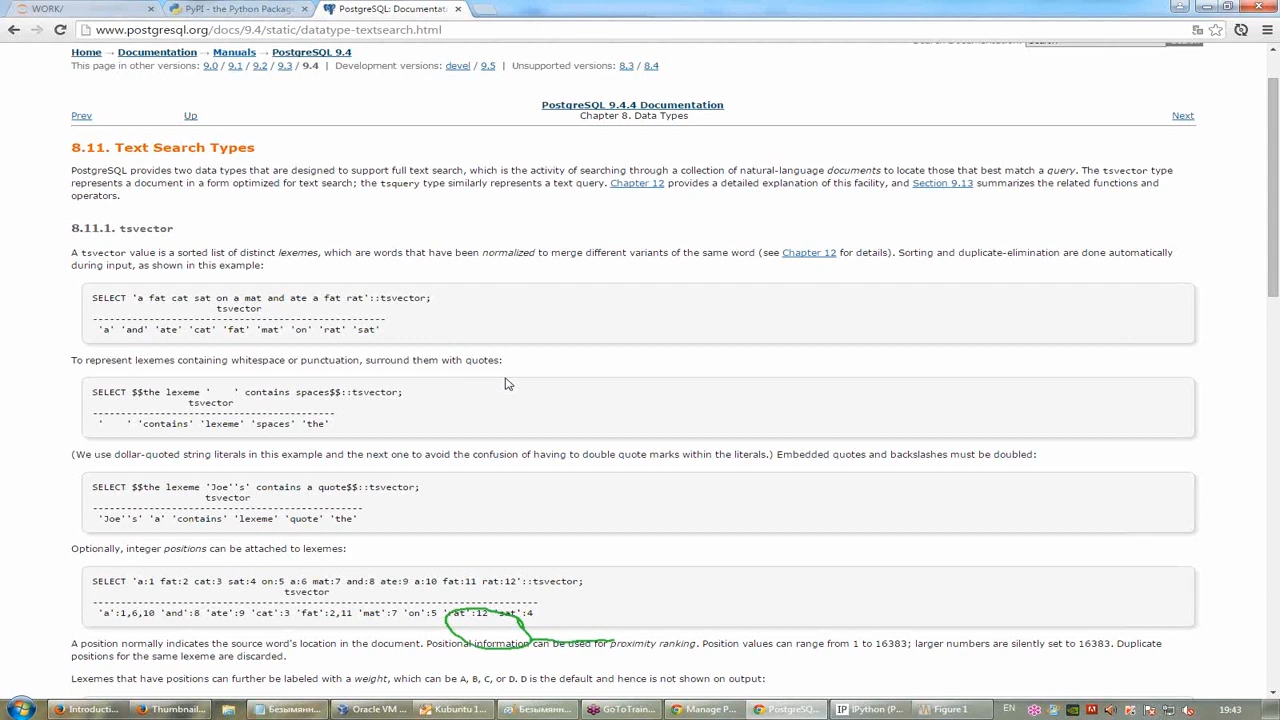 WORK/
PyPI - the Python Package
PostgreSQL: Documentat
www.postgresql.org/docs/9.4/static/datatype-textsearch.html
Home → Documentation → Manuals → PostgreSQL 9.4
This page in other versions: 9.0 / 9.1 / 9.2 / 9.3 / 9.4 | Development versions: devel / 9.5 | Unsupported versions: 8.3 / 8.4
PostgreSQL 9.4.4 Documentation
Prev Up Chapter 8. Data Types Next
8.11. Text Search Types
PostgreSQL provides two data types that are designed to support full text search, which is the activity of searching through a collection of natural-language documents to locate those that best match a query. The tsvector type
represents a document in a form optimized for text search; the tsquery type similarly represents a text query. Chapter 12 provides a detailed explanation of this facility, and Section 9.13 summarizes the related functions and
operators.
8.11.1. tsvector
A tsvector value is a sorted list of distinct lexemes, which are words that have been normalized to merge different variants of the same word (see Chapter 12 for details). Sorting and duplicate-elimination are done automatically
during input, as shown in this example:
SELECT 'a fat cat sat on a mat and ate a fat rat'::tsvector;
tsvector
----------------------------------------------------
'a' 'and' 'ate' 'cat' 'fat' 'mat' 'on' 'rat' 'sat'
To represent lexemes containing whitespace or punctuation, surround them with quotes:
SELECT $$the lexeme '    ' contains spaces$$::tsvector;
tsvector
-------------------------------------------
'    ' 'contains' 'lexeme' 'spaces' 'the'
(We use dollar-quoted string literals in this example and the next one to avoid the confusion of having to double quote marks within the literals.) Embedded quotes and backslashes must be doubled:
SELECT $$the lexeme 'Joe''s' contains a quote$$::tsvector;
tsvector
------------------------------------------------
'Joe''s' 'a' 'contains' 'lexeme' 'quote' 'the'
Optionally, integer positions can be attached to lexemes:
SELECT 'a:1 fat:2 cat:3 sat:4 on:5 a:6 mat:7 and:8 ate:9 a:10 fat:11 rat:12'::tsvector;
tsvector
-------------------------------------------------------------------------------
'a':1,6,10 'and':8 'ate':9 'cat':3 'fat':2,11 'mat':7 'on':5 'rat':12 'sat':4
A position normally indicates the source word's location in the document. Positional information can be used for proximity ranking. Position values can range from 1 to 16383; larger numbers are silently set to 16383. Duplicate
positions for the same lexeme are discarded.
Lexemes that have positions can further be labeled with a weight, which can be A, B, C, or D. D is the default and hence is not shown on output:
Introducti...
Thumbnail...
Безымянн...
Oracle VM ...
Kubuntu 1...
Безымянн...
GoToTrain...
Manage P...
PostgreSQ...
IPython (P...
Figure 1
EN
19:43